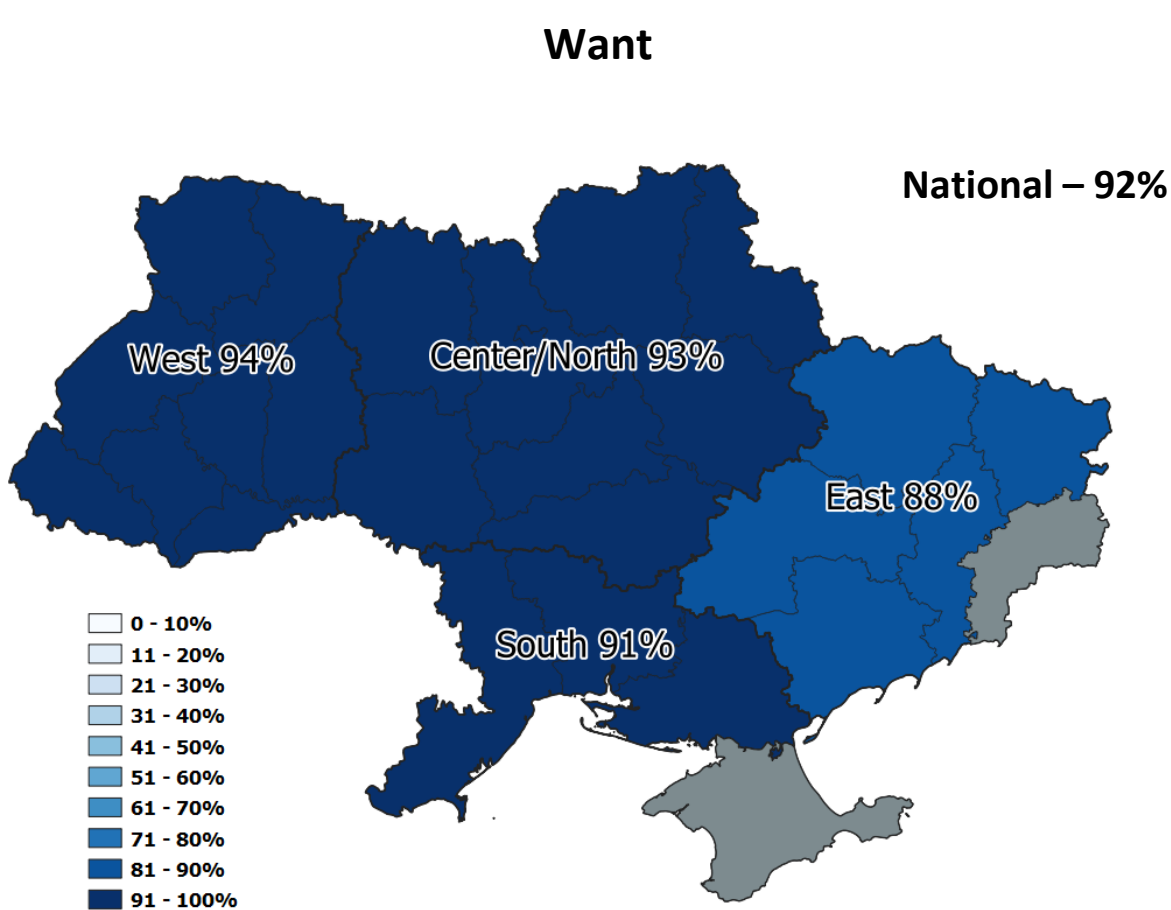 Want
National – 92%
West 94%
Center/North 93%
East 88%
South 91%
0 - 10%
11 - 20%
21 - 30%
31 - 40%
41 - 50%
51 - 60%
61 - 70%
71 - 80%
81 - 90%
91 - 100%